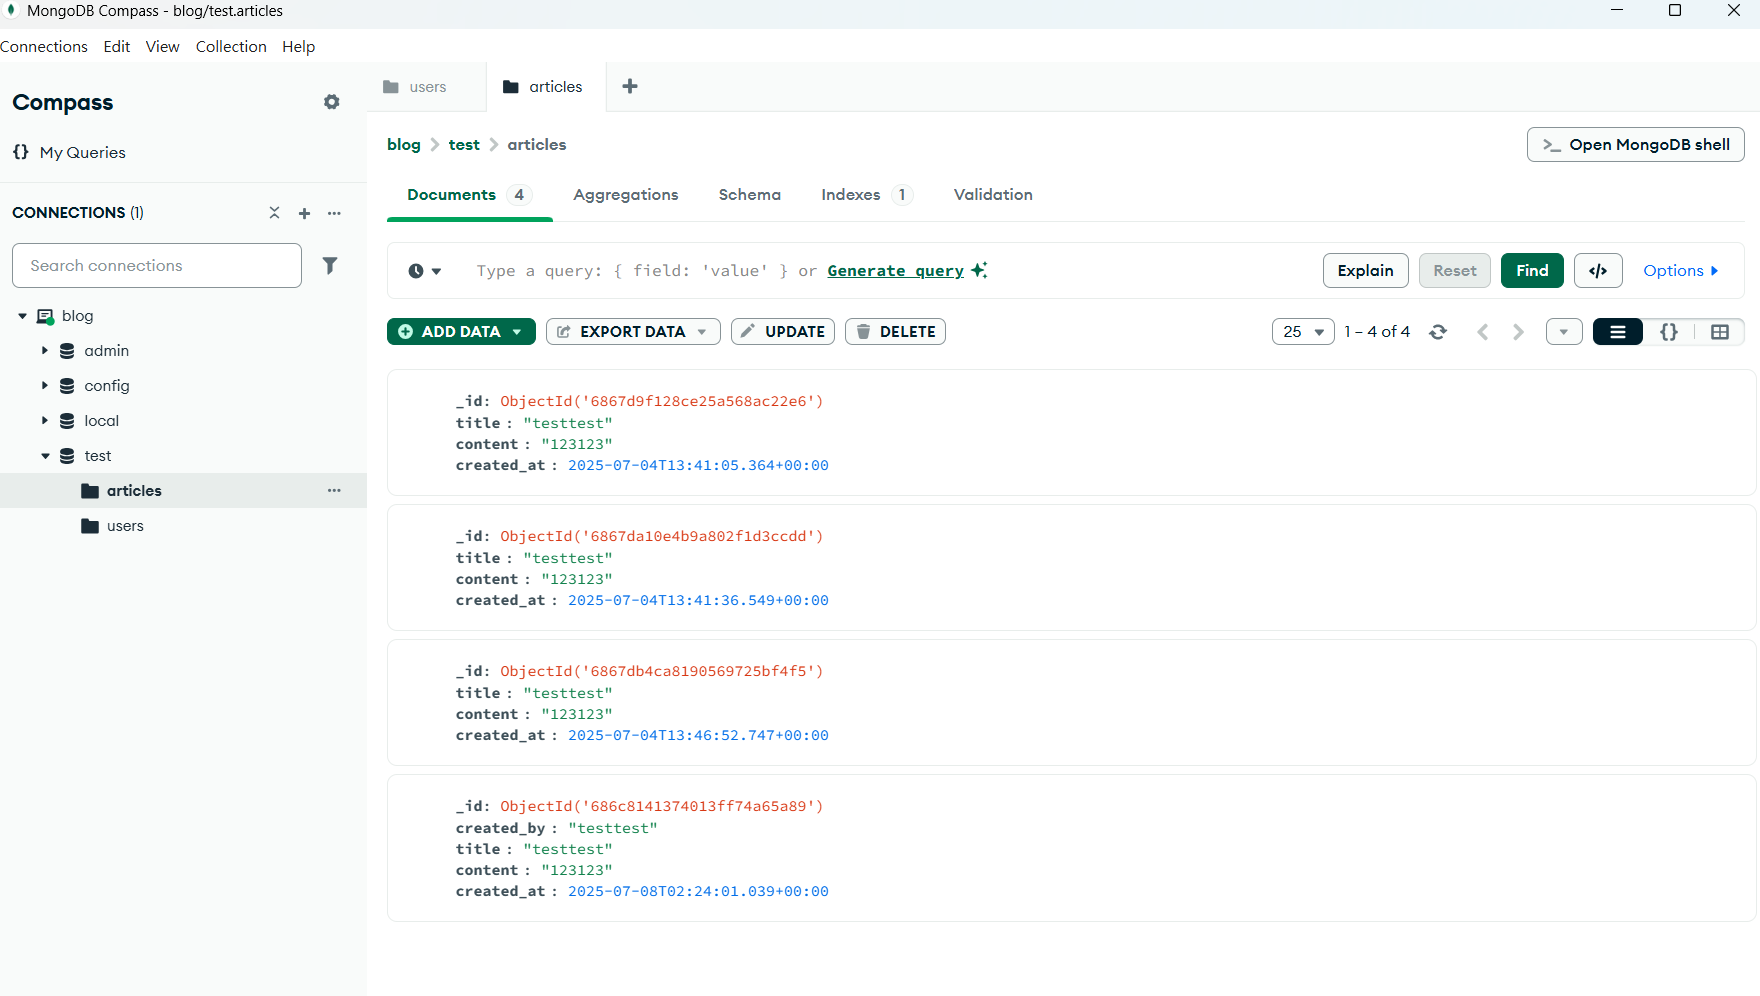 MongoDB Compass - blog/test.articles
Connections Edit View Collection Help
Compass
{} My Queries
CONNECTIONS (1)
Search connections
blog
admin
config
local
test
articles
users
users articles
blog > test > articles
>_ Open MongoDB shell
Documents 4 Aggregations Schema Indexes 1 Validation
Type a query: { field: 'value' } or Generate query
Explain Reset Find </> Options
ADD DATA EXPORT DATA UPDATE DELETE
25 1 – 4 of 4 {}
_id: ObjectId('6867d9f128ce25a568ac22e6')
title : "testtest"
content : "123123"
created_at : 2025-07-04T13:41:05.364+00:00
_id: ObjectId('6867da10e4b9a802f1d3ccdd')
title : "testtest"
content : "123123"
created_at : 2025-07-04T13:41:36.549+00:00
_id: ObjectId('6867db4ca8190569725bf4f5')
title : "testtest"
content : "123123"
created_at : 2025-07-04T13:46:52.747+00:00
_id: ObjectId('686c8141374013ff74a65a89')
created_by : "testtest"
title : "testtest"
content : "123123"
created_at : 2025-07-08T02:24:01.039+00:00